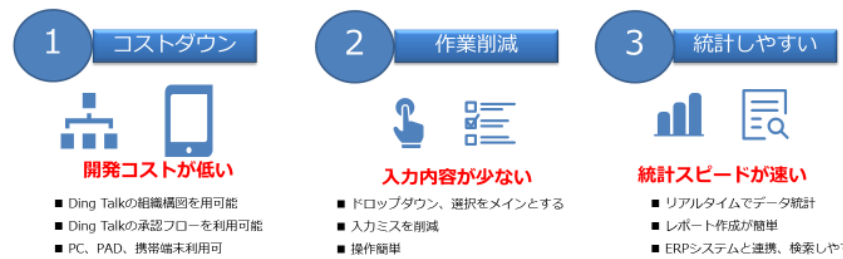 1 コストダウン
開発コストが低い
■ Ding Talkの組織構図を用可能
■ Ding Talkの承認フローを利用可能
■ PC、PAD、携帯端末利用可
2 作業削減
入力内容が少ない
■ ドロップダウン、選択をメインとする
■ 入力ミスを削減
■ 操作簡単
3 統計しやすい
統計スピードが速い
■ リアルタイムでデータ統計
■ レポート作成が簡単
■ ERPシステムと連携、検索しや